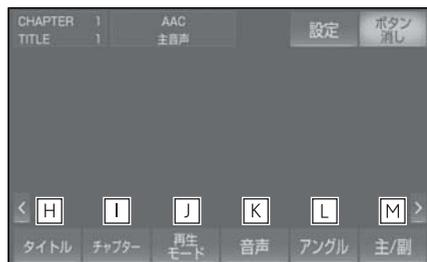 CHAPTER 1 AAC
TITLE 1 主音声
設定
ボタン
消し
< H I J K L M >
タイトル チャプター 再生
モード 音声 アングル 主/副